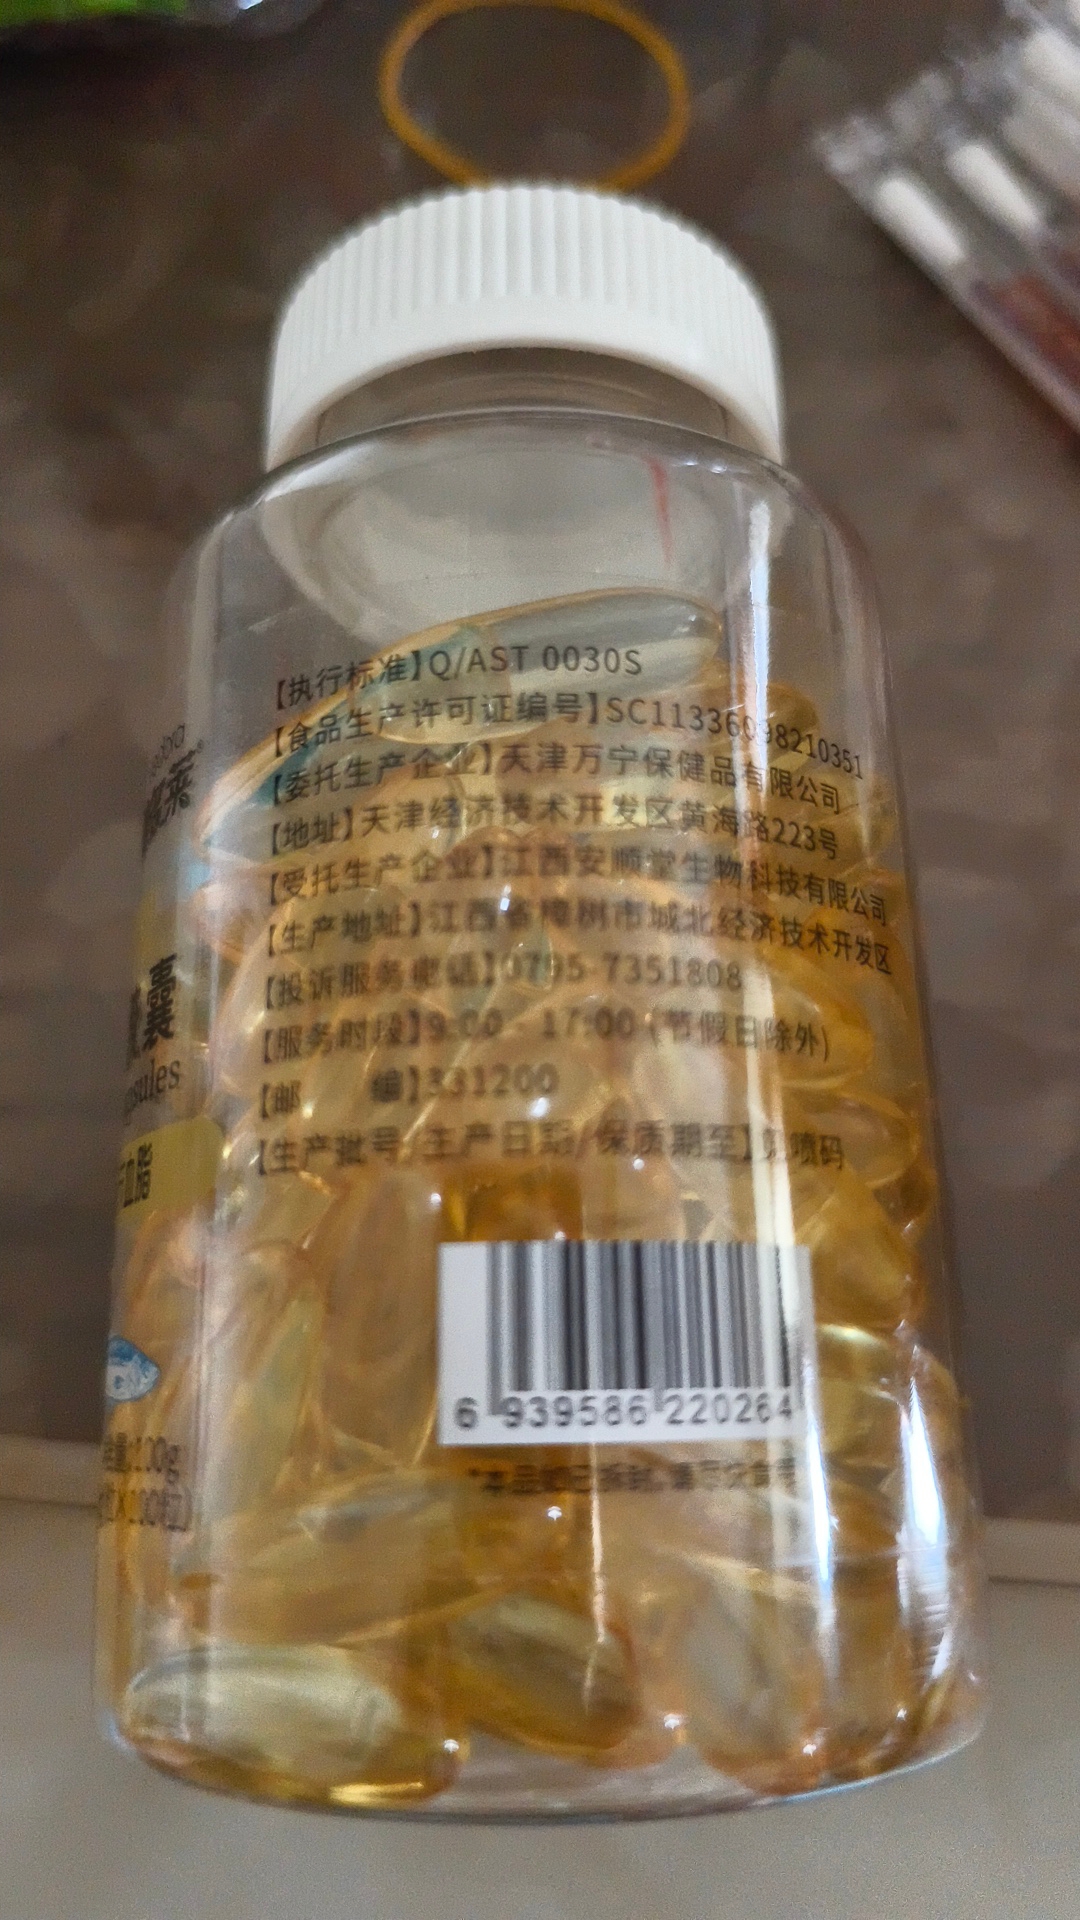 【执行标准】Q/AST 0030S
【食品生产许可证编号】SC11336098210351
【委托生产企业】天津万宁保健品有限公司
【地址】天津经济技术开发区黄海路223号
【受托生产企业】江西安顺堂生物科技有限公司
【生产地址】江西省樟树市城北经济技术开发区
【投诉服务电话】0795-7351808
【服务时段】9:00 - 17:00 (节假日除外)
【邮 编】331200
【生产批号/生产日期/保质期至】见喷码
6 939586 220264
莱®
囊
sules
血脂
100g